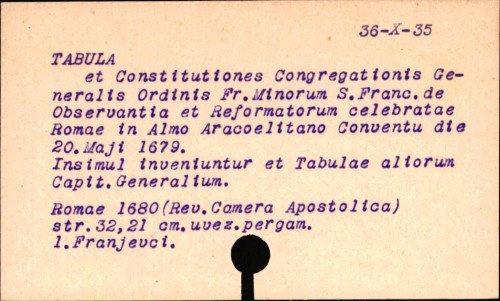 36-X-35
TABULA
et Constitutiones Congregationis Ge-
neralis Ordinis Fr.Minorum S.Franc.de
Observantia et Reformatorum celebratae
Romae in Almo Aracoelitano Conventu die
20.Maji 1679.
Insimul inveniuntur et Tabulae aliorum
Capit.Generalium.
Romae 1680(Rev.Camera Apostolica)
str.32,21 cm.uvez.pergam.
1.Franjevci.